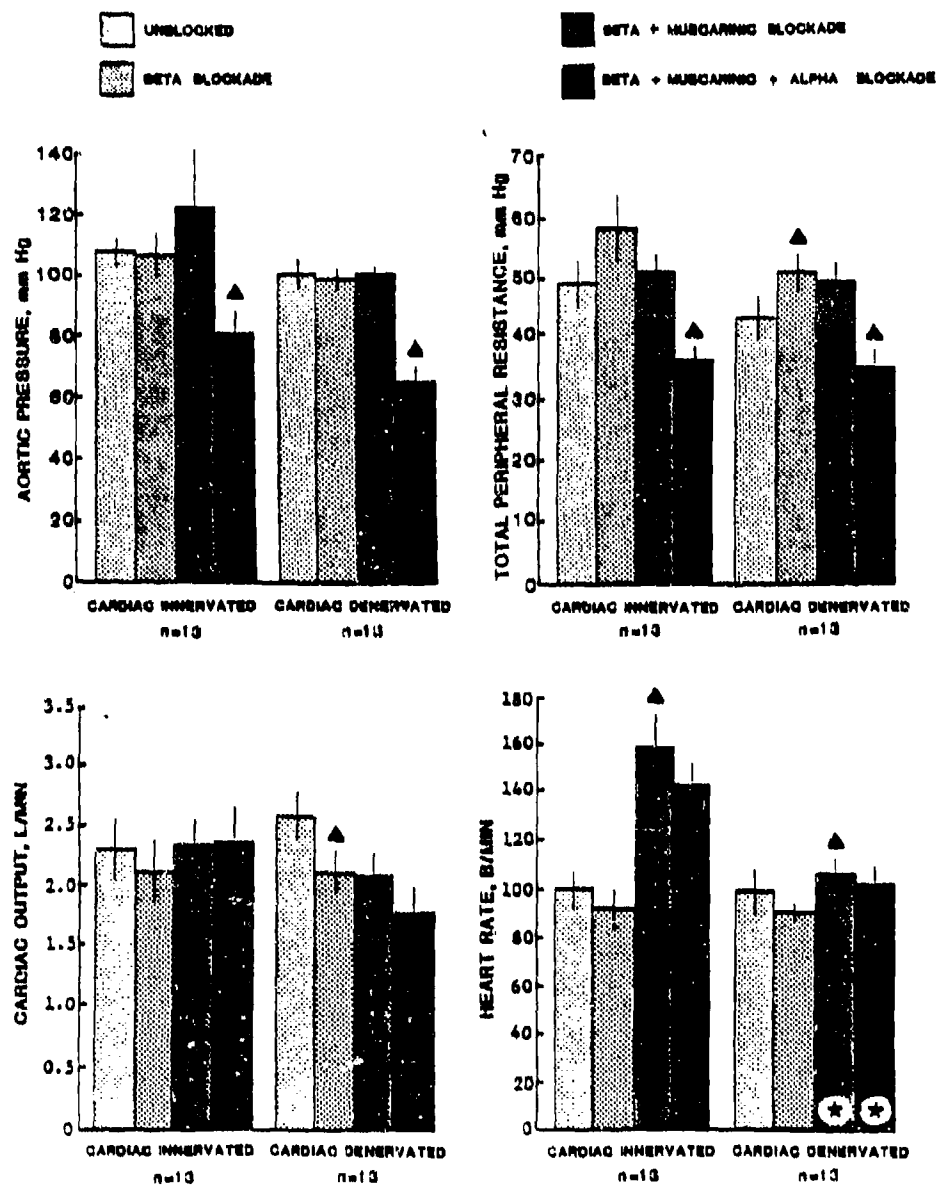 UNBLOCKED
BETA BLOCKADE
BETA + MUSCARINIC BLOCKADE
BETA + MUSCARINIC + ALPHA BLOCKADE
AORTIC PRESSURE, mm Hg
140
120
100
80
60
40
20
0
CARDIAC INNERVATED
n=13
CARDIAC DENERVATED
n=13
TOTAL PERIPHERAL RESISTANCE, mm Hg
70
60
50
40
30
20
10
0
CARDIAC INNERVATED
n=13
CARDIAC DENERVATED
n=13
CARDIAC OUTPUT, L/MIN
3.5
3.0
2.5
2.0
1.5
1.0
0.5
0
CARDIAC INNERVATED
n=13
CARDIAC DENERVATED
n=13
HEART RATE, B/MIN
180
160
140
120
100
80
60
40
20
0
CARDIAC INNERVATED
n=13
CARDIAC DENERVATED
n=13